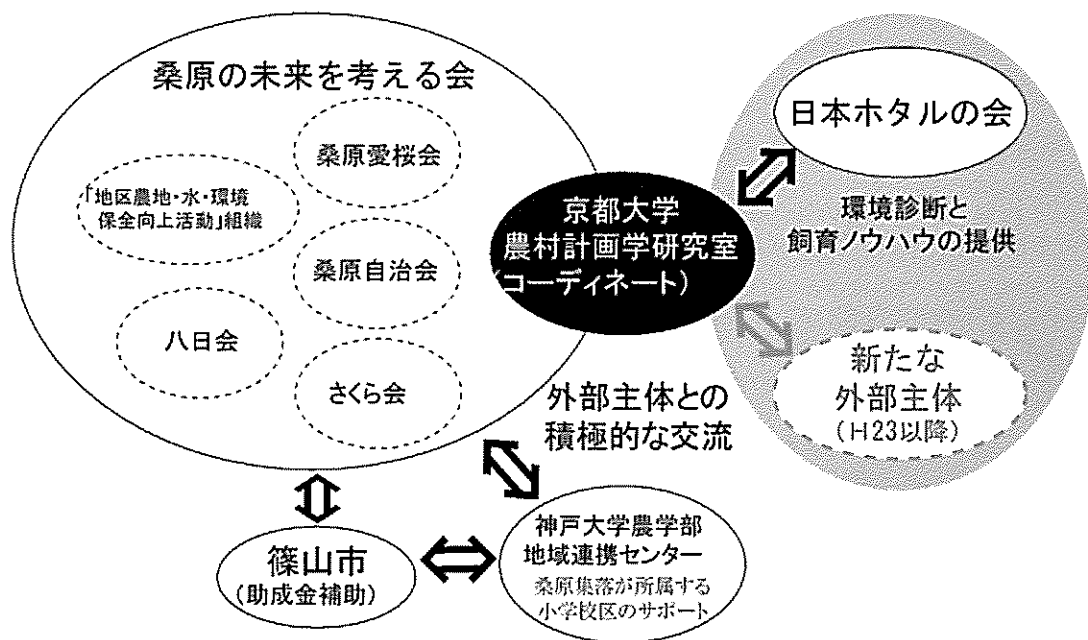 桑原の未来を考える会
桑原愛桜会
「地区農地・水・環境
保全向上活動」組織
桑原自治会
八日会
さくら会
京都大学
農村計画学研究室
(コーディネート)
日本ホタルの会
環境診断と
飼育ノウハウの提供
新たな
外部主体
(H23以降)
外部主体との
積極的な交流
篠山市
(助成金補助)
神戸大学農学部
地域連携センター
桑原集落が所属する
小学校区のサポート